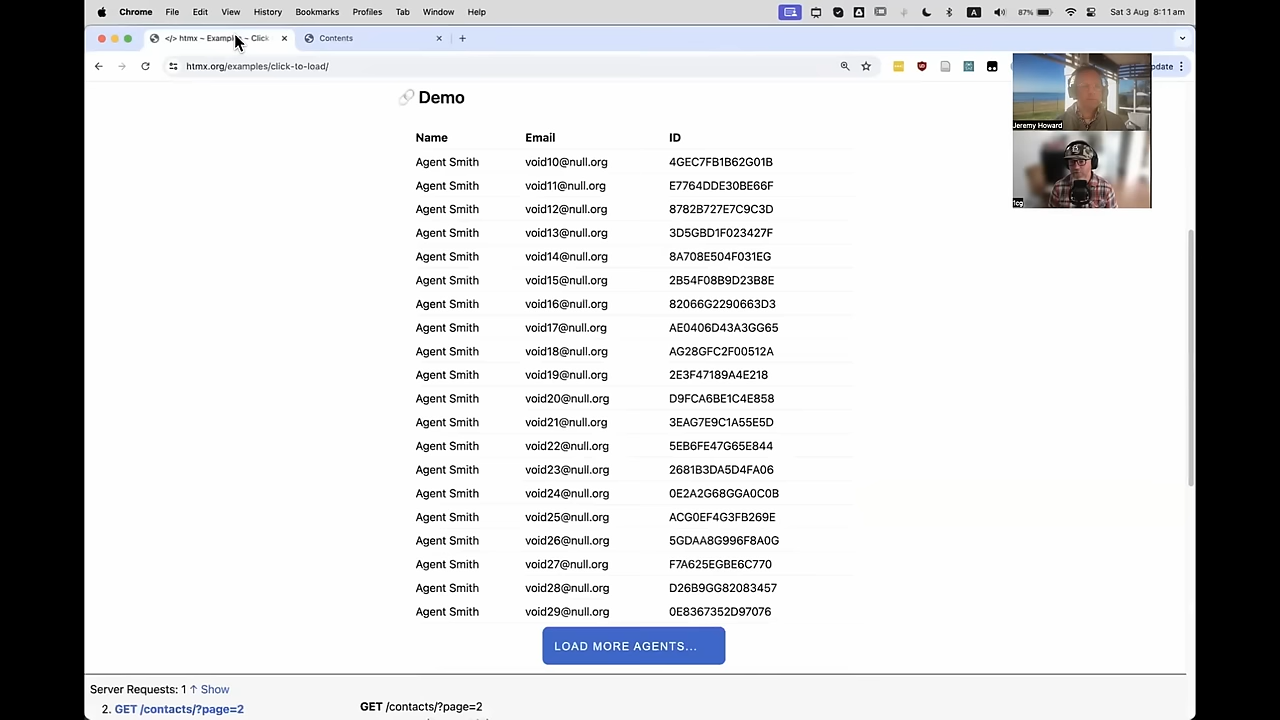 Chrome File Edit View History Bookmarks Profiles Tab Window Help A 87% Sat 3 Aug 8:11 am
</> htmx ~ Examples ~ Click Contents
htmx.org/examples/click-to-load/
Jeremy Howard
1cg
Demo
Name Email ID
Agent Smith void10@null.org 4GEC7FB1B62G01B
Agent Smith void11@null.org E7764DDE30BE66F
Agent Smith void12@null.org 8782B727E7C9C3D
Agent Smith void13@null.org 3D5GBD1F023427F
Agent Smith void14@null.org 8A708E504F031EG
Agent Smith void15@null.org 2B54F08B9D23B8E
Agent Smith void16@null.org 82066G2290663D3
Agent Smith void17@null.org AE0406D43A3GG65
Agent Smith void18@null.org AG28GFC2F00512A
Agent Smith void19@null.org 2E3F47189A4E218
Agent Smith void20@null.org D9FCA6BE1C4E858
Agent Smith void21@null.org 3EAG7E9C1A55E5D
Agent Smith void22@null.org 5EB6FE47G65E844
Agent Smith void23@null.org 2681B3DA5D4FA06
Agent Smith void24@null.org 0E2A2G68GGA0C0B
Agent Smith void25@null.org ACG0EF4G3FB269E
Agent Smith void26@null.org 5GDAA8G996F8A0G
Agent Smith void27@null.org F7A625EGBE6C770
Agent Smith void28@null.org D26B9GG82083457
Agent Smith void29@null.org 0E8367352D97076
LOAD MORE AGENTS...
Server Requests: 1 ↑ Show
2. GET /contacts/?page=2 GET /contacts/?page=2